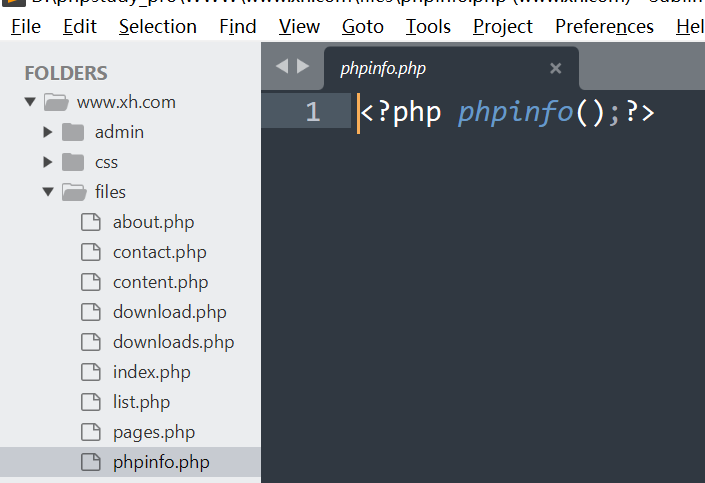 File Edit Selection Find View Goto Tools Project Preferences Hel
FOLDERS
www.xh.com
admin
css
files
about.php
contact.php
content.php
download.php
downloads.php
index.php
list.php
pages.php
phpinfo.php
phpinfo.php ×
1 <?php phpinfo();?>